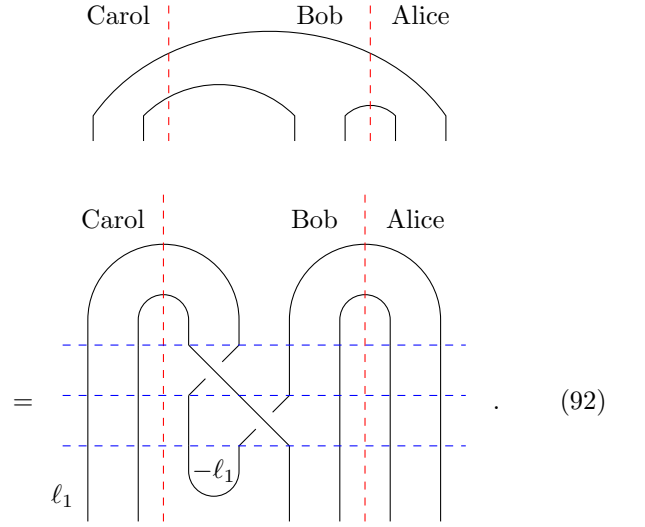 Carol Bob Alice
Carol Bob Alice
= . (92)
−ℓ₁
ℓ₁